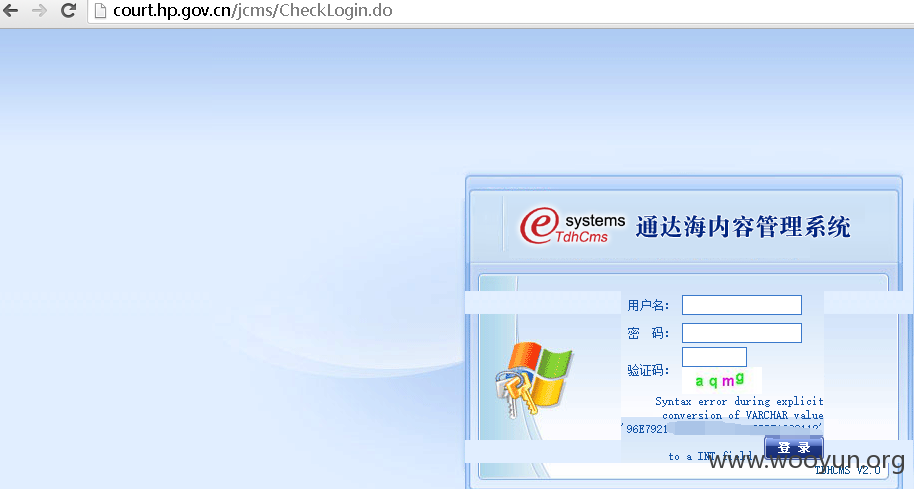 court.hp.gov.cn/jcms/CheckLogin.do
e systems
TdhCms
通达海内容管理系统
用户名：
密 码：
验证码：
aqmg
Syntax error during explicit
conversion of VARCHAR value
'96E7921
to a INT field
登 录
www.wooyun.org
TDHCMS V2.0